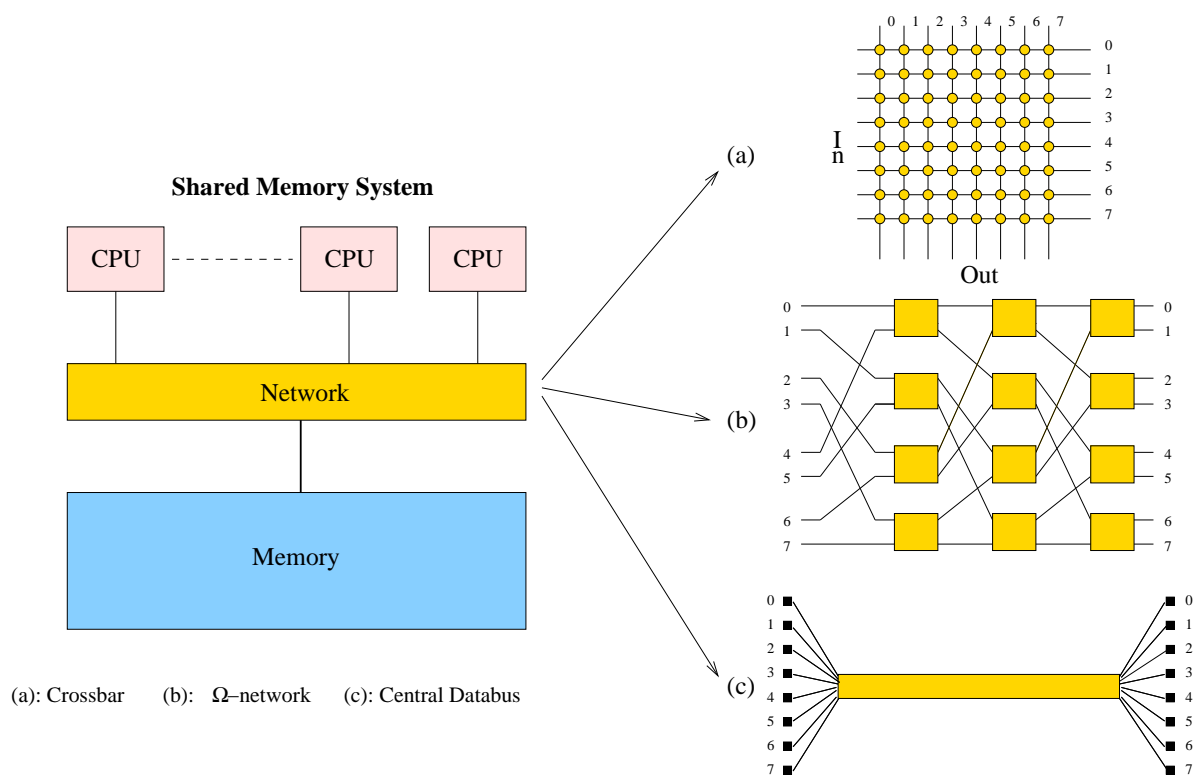 Shared Memory System
CPU CPU CPU
Network
Memory
(a): Crossbar (b): Ω–network (c): Central Databus
(a)
0 1 2 3 4 5 6 7
0
1
2
3
4
5
6
7
In
Out
(b)
0 0
1 1
2 2
3 3
4 4
5 5
6 6
7 7
(c)
0 0
1 1
2 2
3 3
4 4
5 5
6 6
7 7